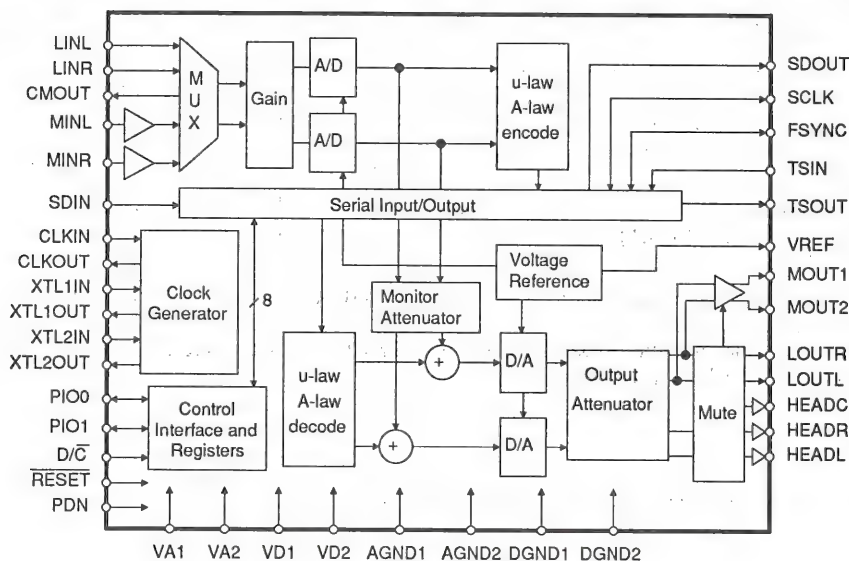 LINL
LINR
CMOUT
MINL
MINR
SDIN
CLKIN
CLKOUT
XTL1IN
XTL1OUT
XTL2IN
XTL2OUT
PIO0
PIO1
D/C
RESET
PDN
M
U
X
Gain
A/D
A/D
u-law
A-law
encode
Serial Input/Output
Clock
Generator
8
Control
Interface and
Registers
u-law
A-law
decode
Monitor
Attenuator
+
+
Voltage
Reference
D/A
D/A
Output
Attenuator
Mute
SDOUT
SCLK
FSYNC
TSIN
TSOUT
VREF
MOUT1
MOUT2
LOUTR
LOUTL
HEADC
HEADR
HEADL
VA1
VA2
VD1
VD2
AGND1
AGND2
DGND1
DGND2